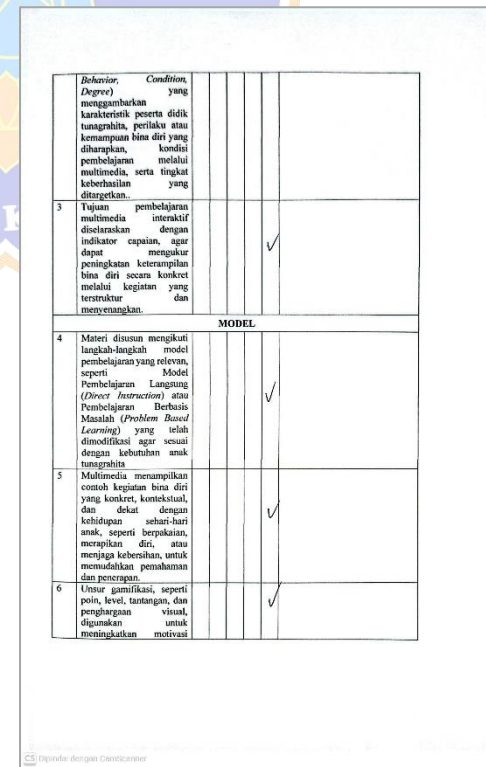 Behavior, Condition,
Degree) yang
menggambarkan
karakteristik peserta didik
tunagrahita, perilaku atau
kemampuan bina diri yang
diharapkan, kondisi
pembelajaran melalui
multimedia, serta tingkat
keberhasilan yang
ditargetkan..
3 Tujuan pembelajaran
multimedia interaktif
diselaraskan dengan
indikator capaian, agar
dapat mengukur
peningkatan keterampilan
bina diri secara konkret
melalui kegiatan yang
terstruktur dan
menyenangkan.
MODEL
4 Materi disusun mengikuti
langkah-langkah model
pembelajaran yang relevan,
seperti Model
Pembelajaran Langsung
(Direct Instruction) atau
Pembelajaran Berbasis
Masalah (Problem Based
Learning) yang telah
dimodifikasi agar sesuai
dengan kebutuhan anak
tunagrahita
5 Multimedia menampilkan
contoh kegiatan bina diri
yang konkret, kontekstual,
dan dekat dengan
kehidupan sehari-hari
anak, seperti berpakaian,
merapikan diri, atau
menjaga kebersihan, untuk
memudahkan pemahaman
dan penerapan.
6 Unsur gamifikasi, seperti
poin, level, tantangan, dan
penghargaan visual,
digunakan untuk
meningkatkan motivasi
CS Dipindai dengan CamScanner